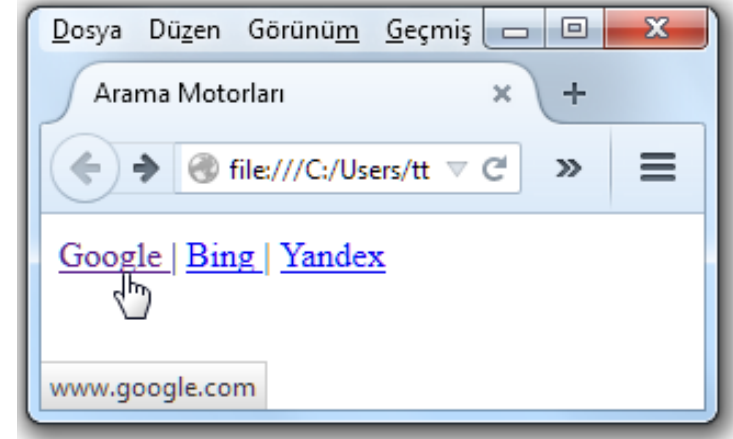 Dosya Düzen Görünüm Geçmiş
Arama Motorları
file:///C:/Users/tt
Google | Bing | Yandex
www.google.com